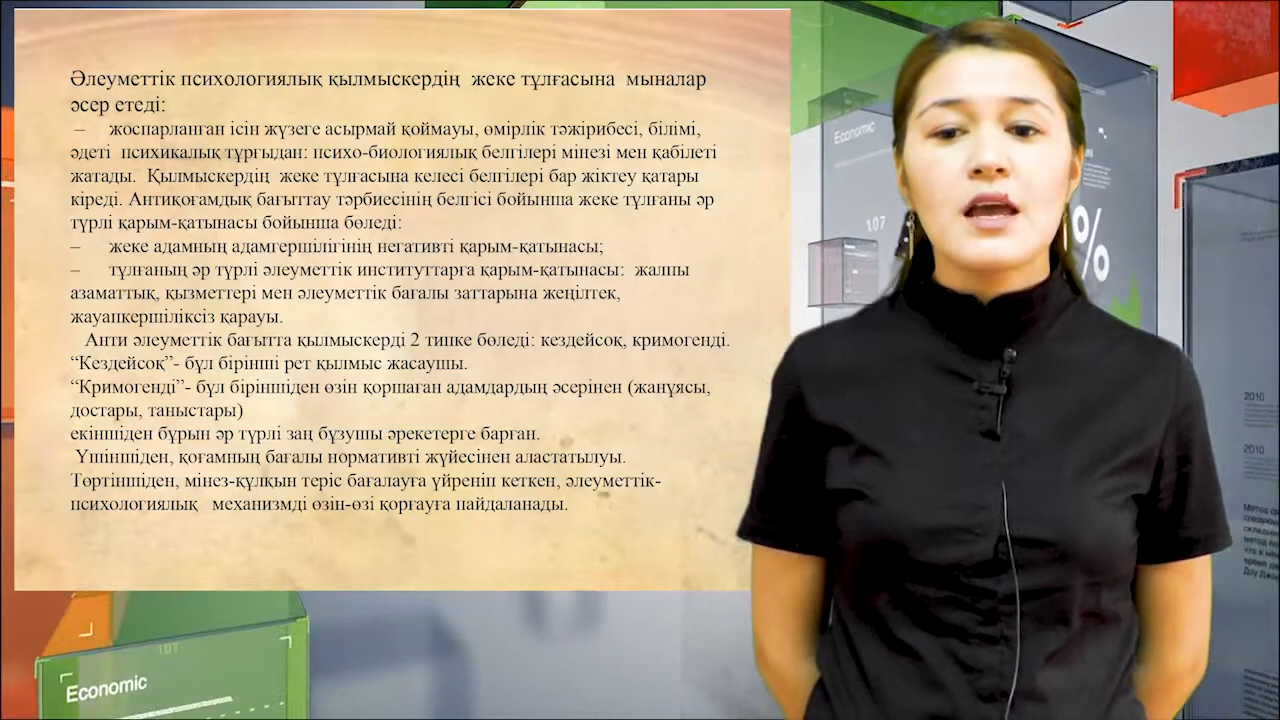 Әлеуметтік психологиялық қылмыскердің жеке тұлғасына мыналар
әсер етеді:
– жоспарланған ісін жүзеге асырмай қоймауы, өмірлік тәжірибесі, білімі,
әдеті психикалық тұрғыдан: психо-биологиялық белгілері мінезі мен қабілеті
жатады. Қылмыскердің жеке тұлғасына келесі белгілері бар жіктеу қатары
кіреді. Антиқоғамдық бағыттау тәрбиесінің белгісі бойынша жеке тұлғаны әр
түрлі қарым-қатынасы бойынша бөледі:
– жеке адамның адамгершілігінің негативті қарым-қатынасы;
– тұлғаның әр түрлі әлеуметтік институттарға қарым-қатынасы: жалпы
азаматтық, қызметтері мен әлеуметтік бағалы заттарына жеңілтек,
жауапкершіліксіз қарауы.
Анти әлеуметтік бағытта қылмыскерді 2 типке бөледі: кездейсоқ, кримогенді.
“Кездейсоқ”- бұл бірінші рет қылмыс жасаушы.
“Кримогенді”- бұл біріншіден өзін қоршаған адамдардың әсерінен (жанұясы,
достары, таныстары)
екіншіден бұрын әр түрлі заң бұзушы әрекетерге барған.
Үшіншіден, қоғамның бағалы нормативті жүйесінен аластатылуы.
Төртіншіден, мінез-құлқын теріс бағалауға үйреніп кеткен, әлеуметтік-
психологиялық механизмді өзін-өзі қорғауға пайдаланады.
Economic
107
%
2010
2010
107
Economic